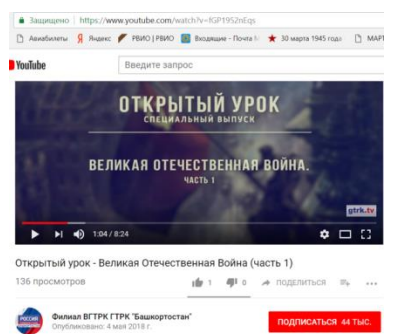 Защищено | https://www.youtube.com/watch?v=fGP19S2nEqs
Авиабилеты Я Яндекс РВИО | РВИО Входящие - Почта 30 марта 1945 года МАРТ
YouTube Введите запрос
ОТКРЫТЫЙ УРОК
СПЕЦИАЛЬНЫЙ ВЫПУСК
ВЕЛИКАЯ ОТЕЧЕСТВЕННАЯ ВОЙНА.
ЧАСТЬ 1
gtrk.tv
1:04 / 8:24
Открытый урок - Великая Отечественная Война (часть 1)
136 просмотров 1 0 ПОДЕЛИТЬСЯ
РОССИЯ
Филиал ВГТРК ГТРК "Башкортостан"
Опубликовано: 4 мая 2018 г.
ПОДПИСАТЬСЯ 44 ТЫС.